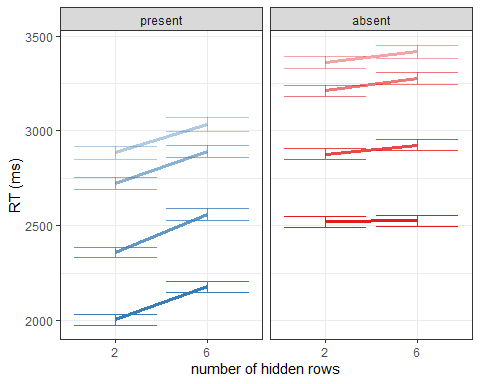 present absent
3500
3000
2500
2000
RT (ms)
2 6 2 6
number of hidden rows